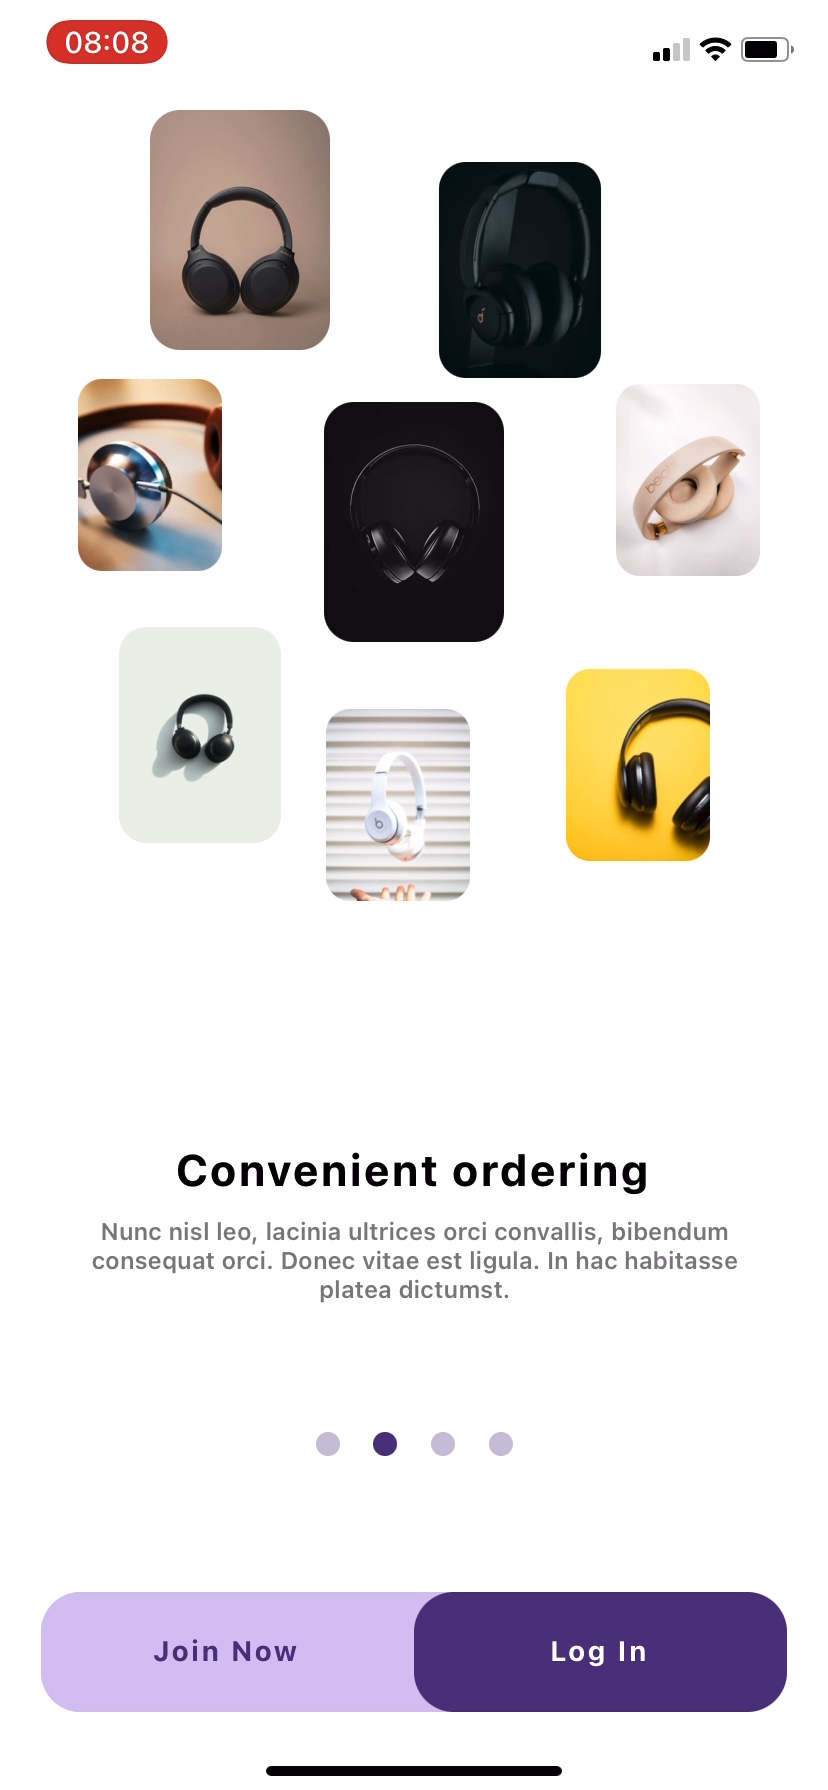 08:08
beats
Convenient ordering
Nunc nisl leo, lacinia ultrices orci convallis, bibendum
consequat orci. Donec vitae est ligula. In hac habitasse
platea dictumst.
Join Now
Log In